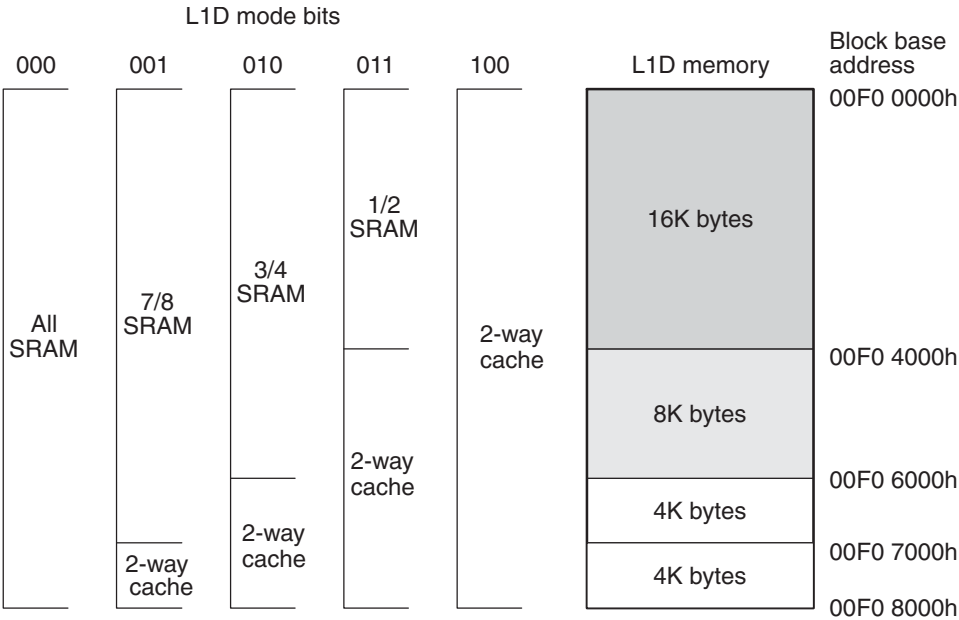 L1D mode bits
000 001 010 011 100 L1D memory
Block base
address
00F0 0000h
All
SRAM
7/8
SRAM
2-way
cache
3/4
SRAM
2-way
cache
1/2
SRAM
2-way
cache
2-way
cache
16K bytes
00F0 4000h
8K bytes
00F0 6000h
4K bytes
00F0 7000h
4K bytes
00F0 8000h